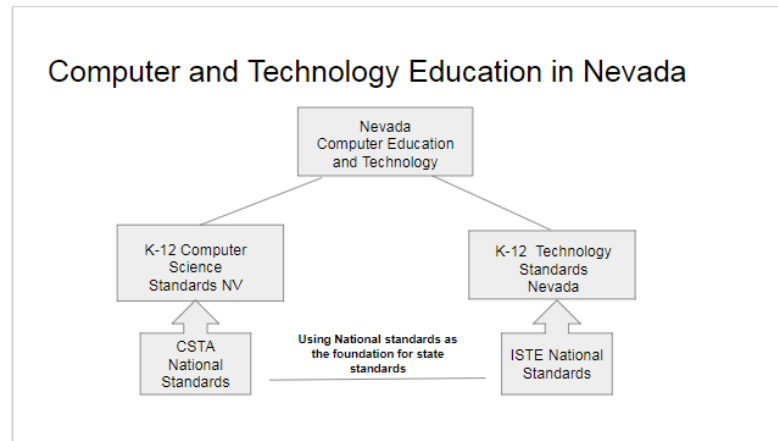 Computer and Technology Education in Nevada
Nevada
Computer Education
and Technology
K-12 Computer
Science
Standards NV
K-12 Technology
Standards
Nevada
CSTA
National
Standards
Using National standards as
the foundation for state
standards
ISTE National
Standards